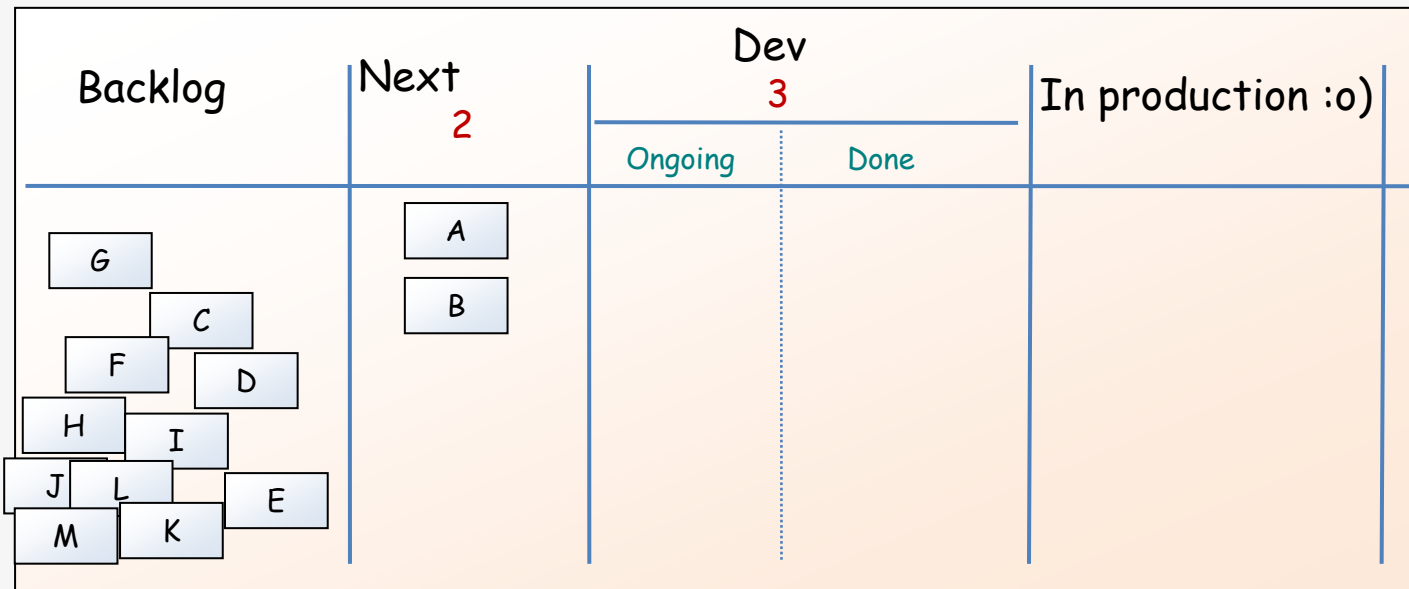 Backlog
Next
2
Dev
3
Ongoing
Done
In production :o)
A
B
G
C
F
D
H
I
J
L
E
M
K